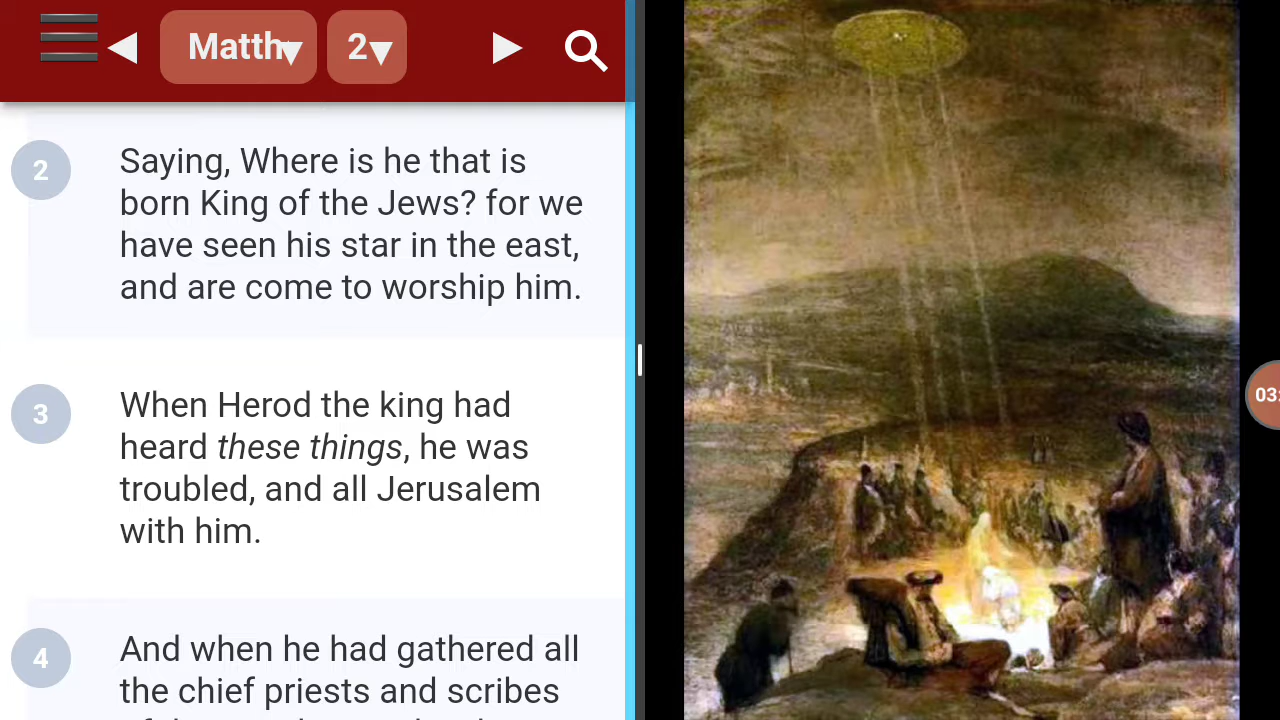 Matth
2
2
Saying, Where is he that is
born King of the Jews? for we
have seen his star in the east,
and are come to worship him.
3
When Herod the king had
heard these things, he was
troubled, and all Jerusalem
with him.
4
And when he had gathered all
the chief priests and scribes
03: